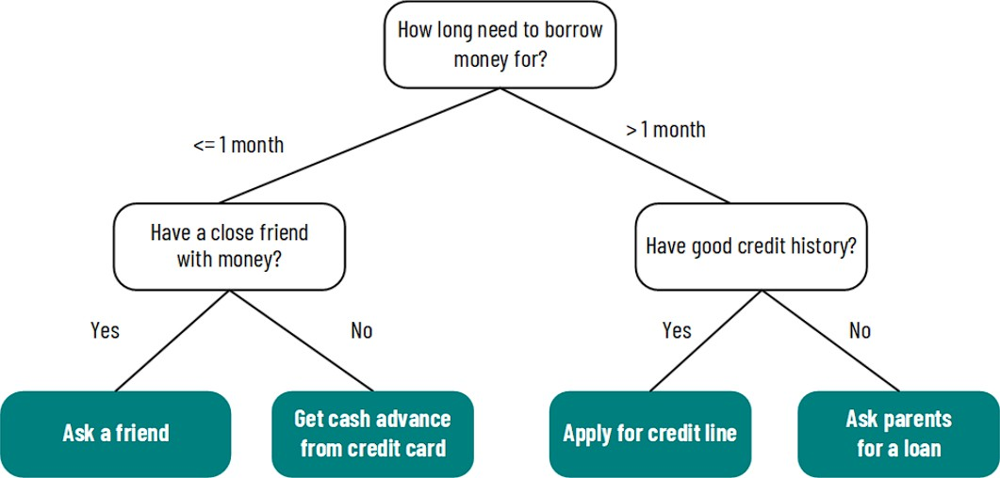 How long need to borrow
money for?
<= 1 month
> 1 month
Have a close friend
with money?
Have good credit history?
Yes
No
Yes
No
Ask a friend
Get cash advance
from credit card
Apply for credit line
Ask parents
for a loan